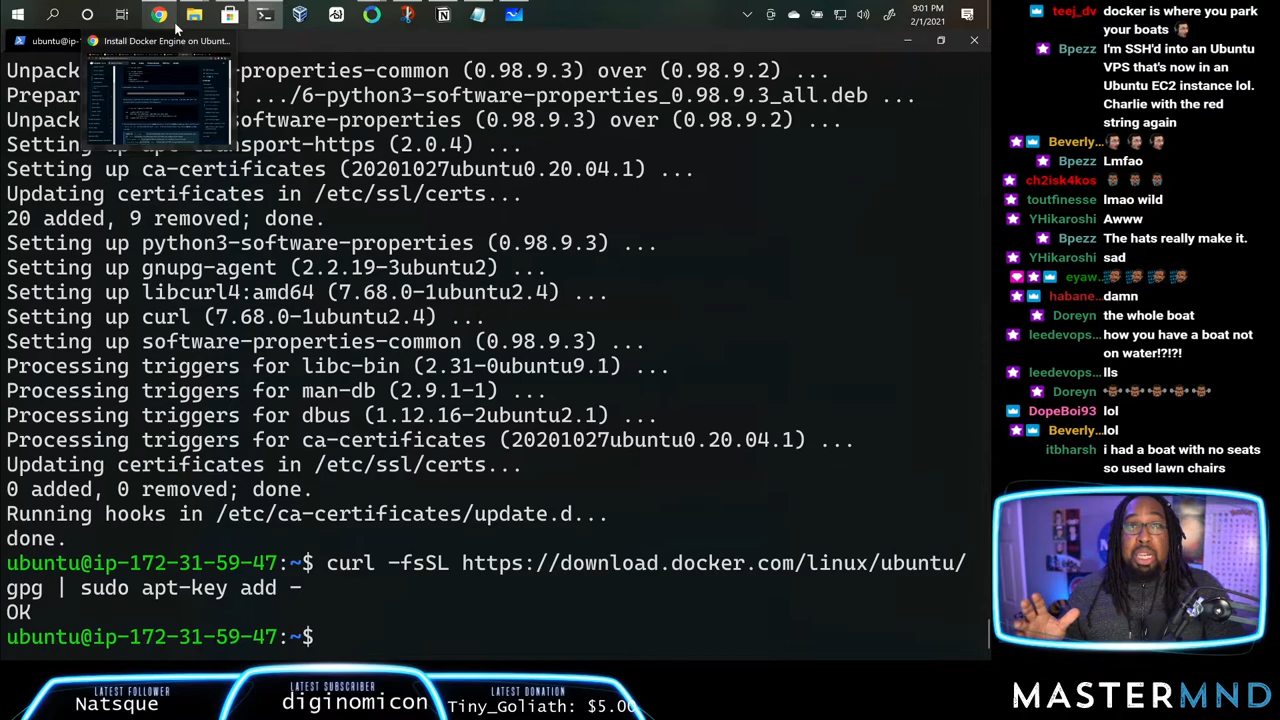 9:01 PM
2/1/2021
ubuntu@ip-
Install Docker Engine on Ubunt...
Unpack
-properties-common (0.98.9.3) over (0.98.9.2) ...
Prepar
.../6-python3-software-properties_0.98.9.3_all.deb ...
Unpack
software-properties (0.98.9.3) over (0.98.9.2) ...
Setting up apt-transport-https (2.0.4) ...
Setting up ca-certificates (20201027ubuntu0.20.04.1) ...
Updating certificates in /etc/ssl/certs...
20 added, 9 removed; done.
Setting up python3-software-properties (0.98.9.3) ...
Setting up gnupg-agent (2.2.19-3ubuntu2) ...
Setting up libcurl4:amd64 (7.68.0-1ubuntu2.4) ...
Setting up curl (7.68.0-1ubuntu2.4) ...
Setting up software-properties-common (0.98.9.3) ...
Processing triggers for libc-bin (2.31-0ubuntu9.1) ...
Processing triggers for man-db (2.9.1-1) ...
Processing triggers for dbus (1.12.16-2ubuntu2.1) ...
Processing triggers for ca-certificates (20201027ubuntu0.20.04.1) ...
Updating certificates in /etc/ssl/certs...
0 added, 0 removed; done.
Running hooks in /etc/ca-certificates/update.d...
done.
ubuntu@ip-172-31-59-47:~$ curl -fsSL https://download.docker.com/linux/ubuntu/
gpg | sudo apt-key add -
OK
ubuntu@ip-172-31-59-47:~$
teej_dv docker is where you park
your boats
Bpezz I'm SSH'd into an Ubuntu
VPS that's now in an
Ubuntu EC2 instance lol.
Charlie with the red
string again
Beverly...
Bpezz Lmfao
ch2isk4kos
toutfinesse lmao wild
YHikaroshi Awww
Bpezz The hats really make it.
YHikaroshi sad
eyaw...
habane... damn
Doreyn the whole boat
leedevops... how you have a boat not
on water!?!?!
leedevops... lls
Doreyn
DopeBoi93 lol
Beverly... lol
itbharsh i had a boat with no seats
so used lawn chairs
LATEST FOLLOWER
Natsque
LATEST SUBSCRIBER
diginomicon
LATEST DONATION
Tiny_Goliath: $5.00
MASTERMND